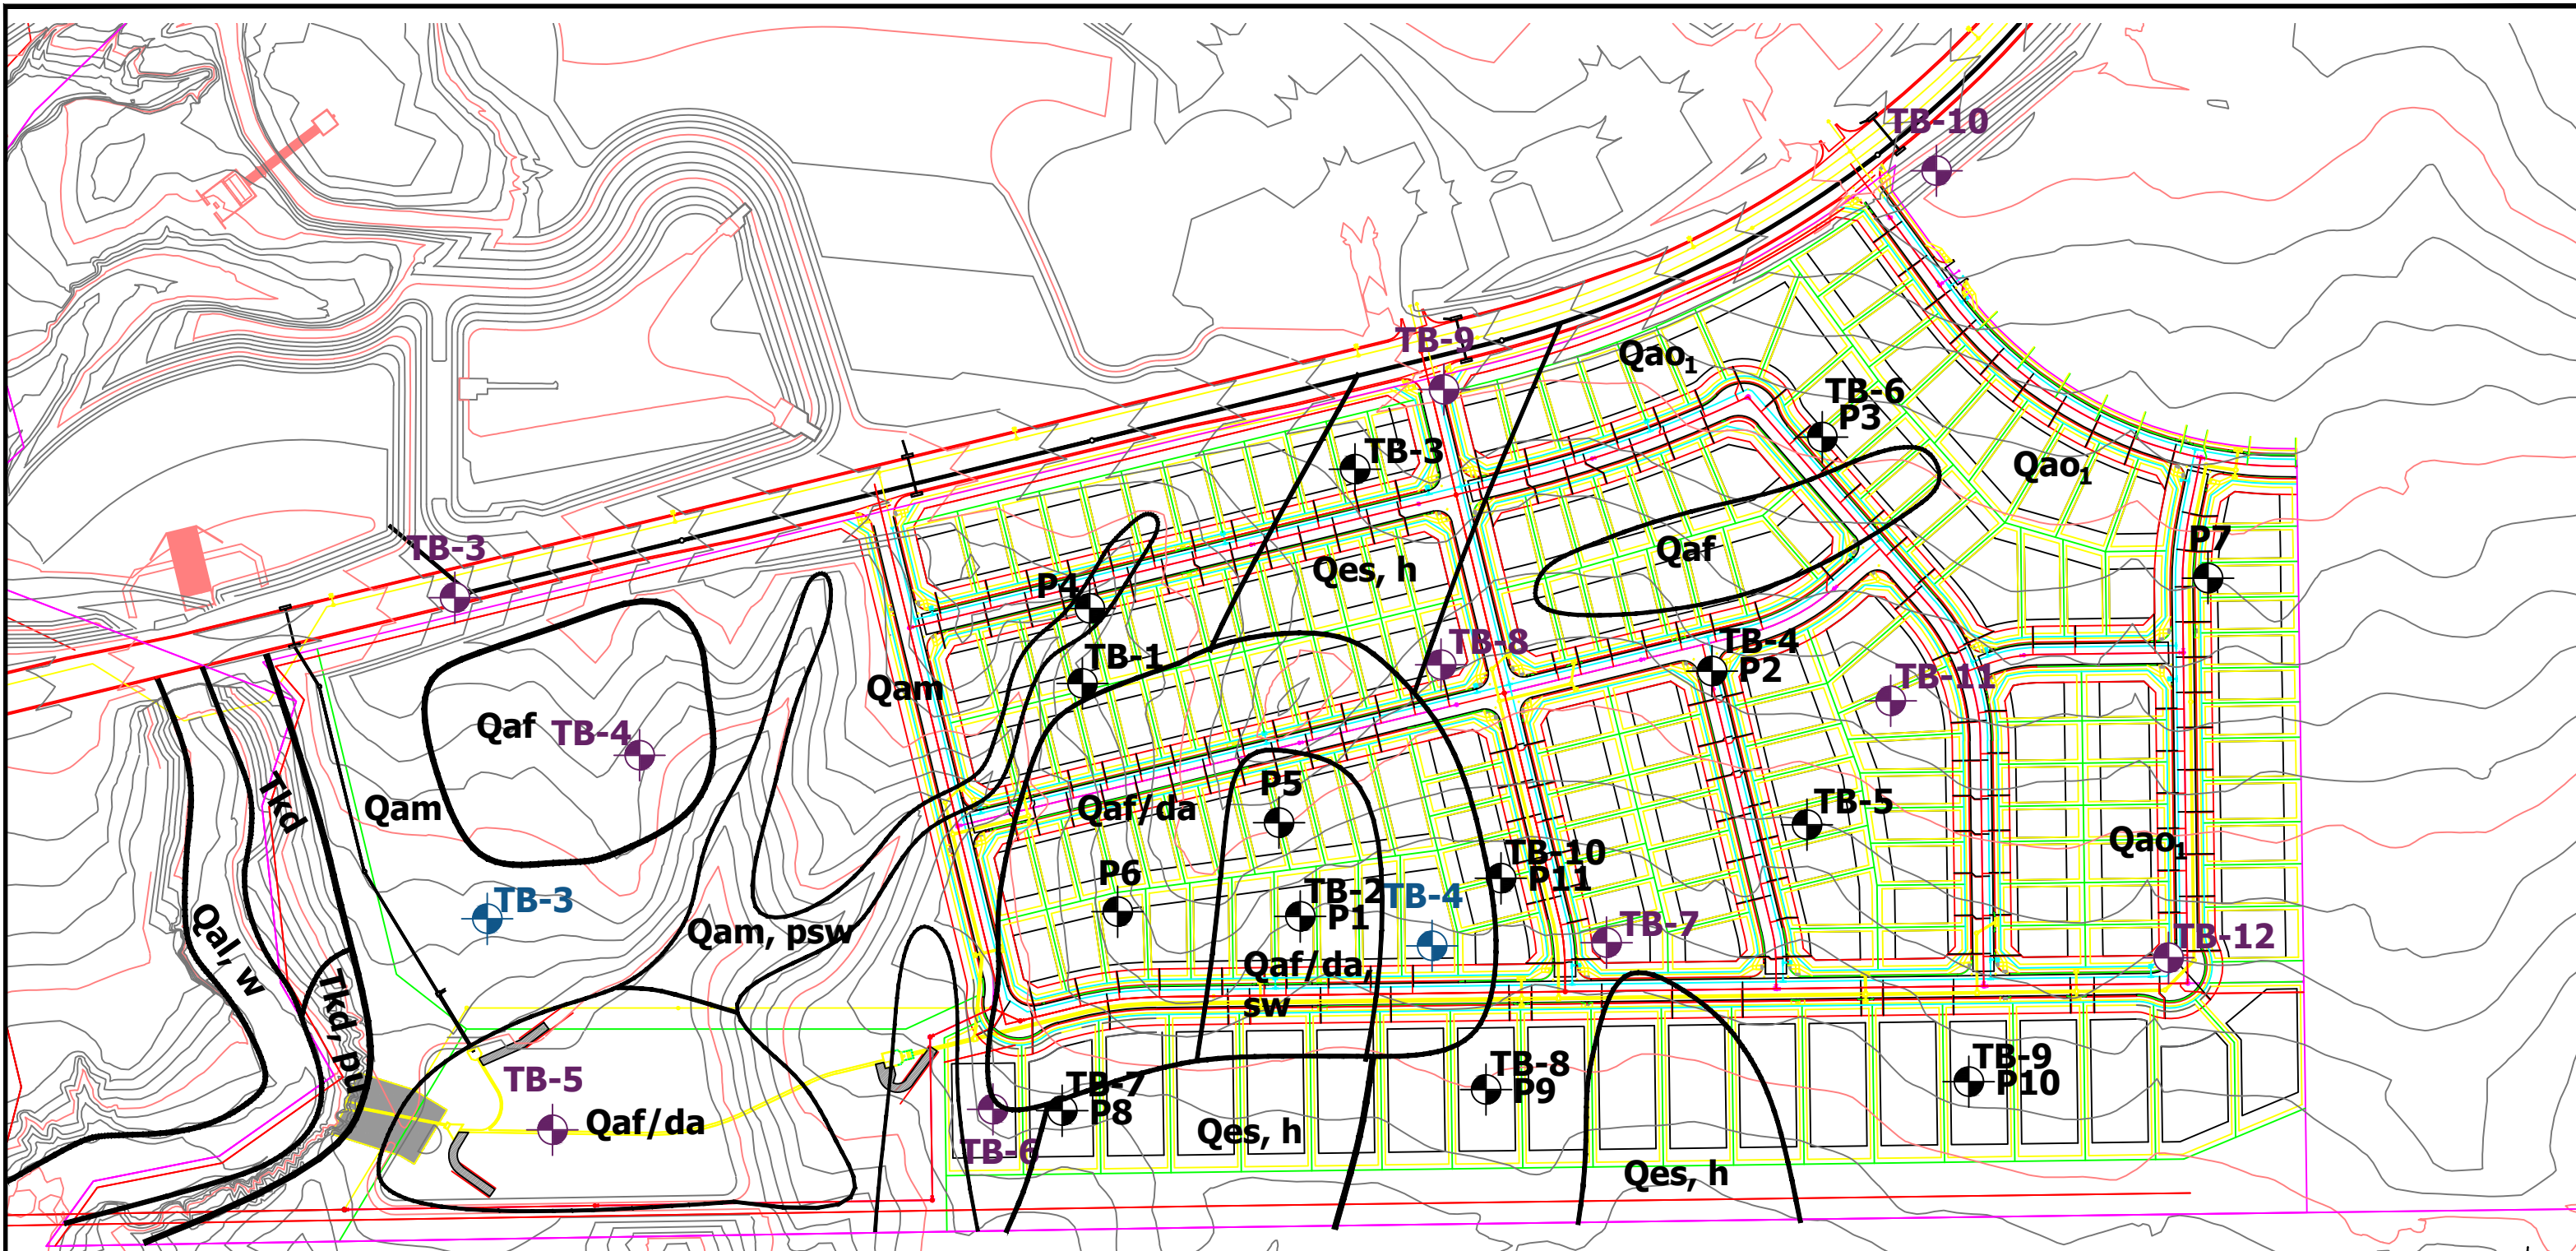 TB-10
TB-9
Qao1
TB-6
P3
TB-3
Qao1
TB-3
P7
Qaf
Qes, h
P4
TB-1
TB-8
TB-4
P2
TB-11
Qam
Qaf
TB-4
Tkd
Qam
P5
Qaf/da
TB-5
Qao1
P6
TB-10
P11
TB-2
P1
TB-4
TB-3
TB-7
Qam, psw
TB-12
Qal, w
Qaf/da,
sw
Tkd, pu
TB-5
TB-7
P8
TB-8
P9
TB-9
P10
Qaf/da
Qes, h
TB-6
Qes, h